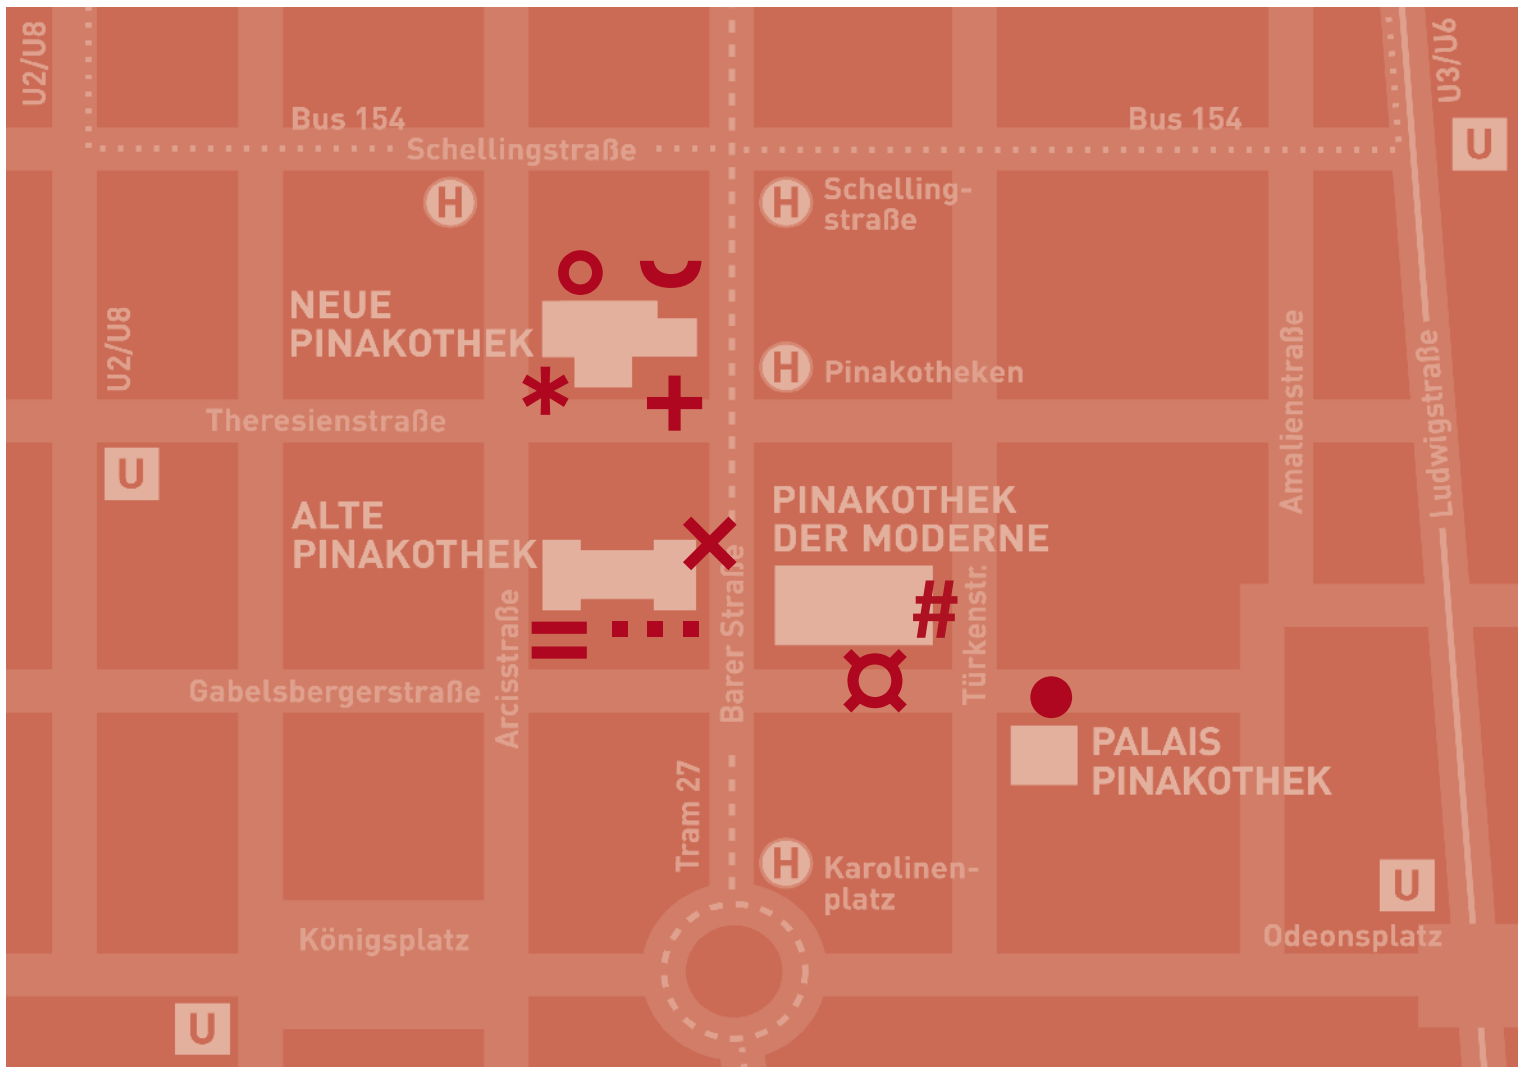 U2/U8
U3/U6
Bus 154
Bus 154
Schellingstraße
U
H
H
Schelling-
straße
NEUE
PINAKOTHEK
U2/U8
H
Pinakotheken
Amalienstraße
Ludwigstraße
Theresienstraße
U
ALTE
PINAKOTHEK
PINAKOTHEK
DER MODERNE
Arcisstraße
Barer Straße
Türkenstr.
#
Gabelsbergerstraße
PALAIS
PINAKOTHEK
Tram 27
H
Karolinen-
platz
U
Königsplatz
Odeonsplatz
U